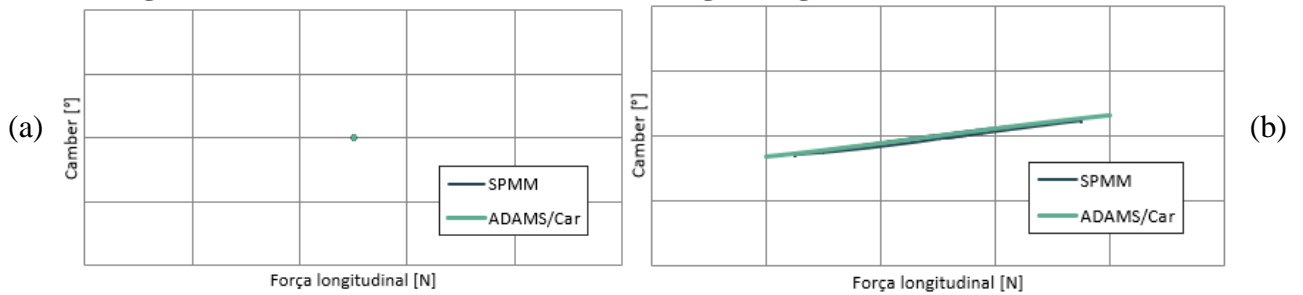 (a)
Camber [°]
SPMM
ADAMS/Car
Força longitudinal [N]
Camber [°]
SPMM
ADAMS/Car
Força longitudinal [N]
(b)